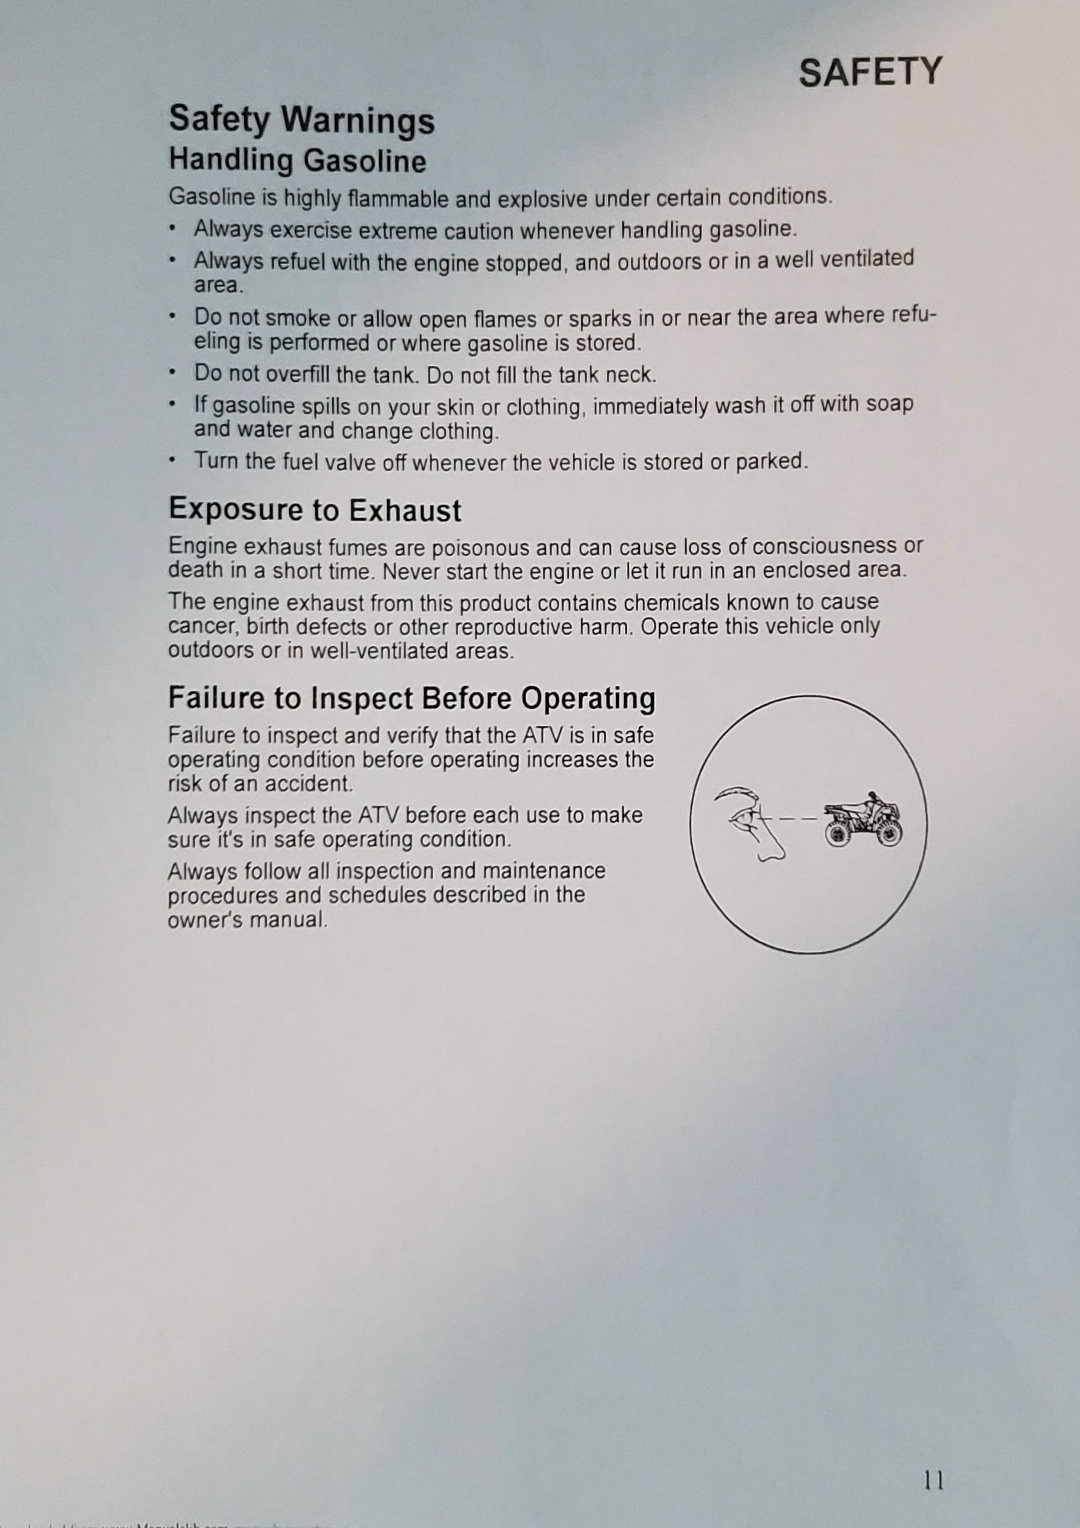 SAFETY
Safety Warnings
Handling Gasoline
Gasoline is highly flammable and explosive under certain conditions.
• Always exercise extreme caution whenever handling gasoline.
• Always refuel with the engine stopped, and outdoors or in a well ventilated
area.
• Do not smoke or allow open flames or sparks in or near the area where refu-
eling is performed or where gasoline is stored.
• Do not overfill the tank. Do not fill the tank neck.
• If gasoline spills on your skin or clothing, immediately wash it off with soap
and water and change clothing.
• Turn the fuel valve off whenever the vehicle is stored or parked.
Exposure to Exhaust
Engine exhaust fumes are poisonous and can cause loss of consciousness or
death in a short time. Never start the engine or let it run in an enclosed area.
The engine exhaust from this product contains chemicals known to cause
cancer, birth defects or other reproductive harm. Operate this vehicle only
outdoors or in well-ventilated areas.
Failure to Inspect Before Operating
Failure to inspect and verify that the ATV is in safe
operating condition before operating increases the
risk of an accident.
Always inspect the ATV before each use to make
sure it's in safe operating condition.
Always follow all inspection and maintenance
procedures and schedules described in the
owner's manual.
11